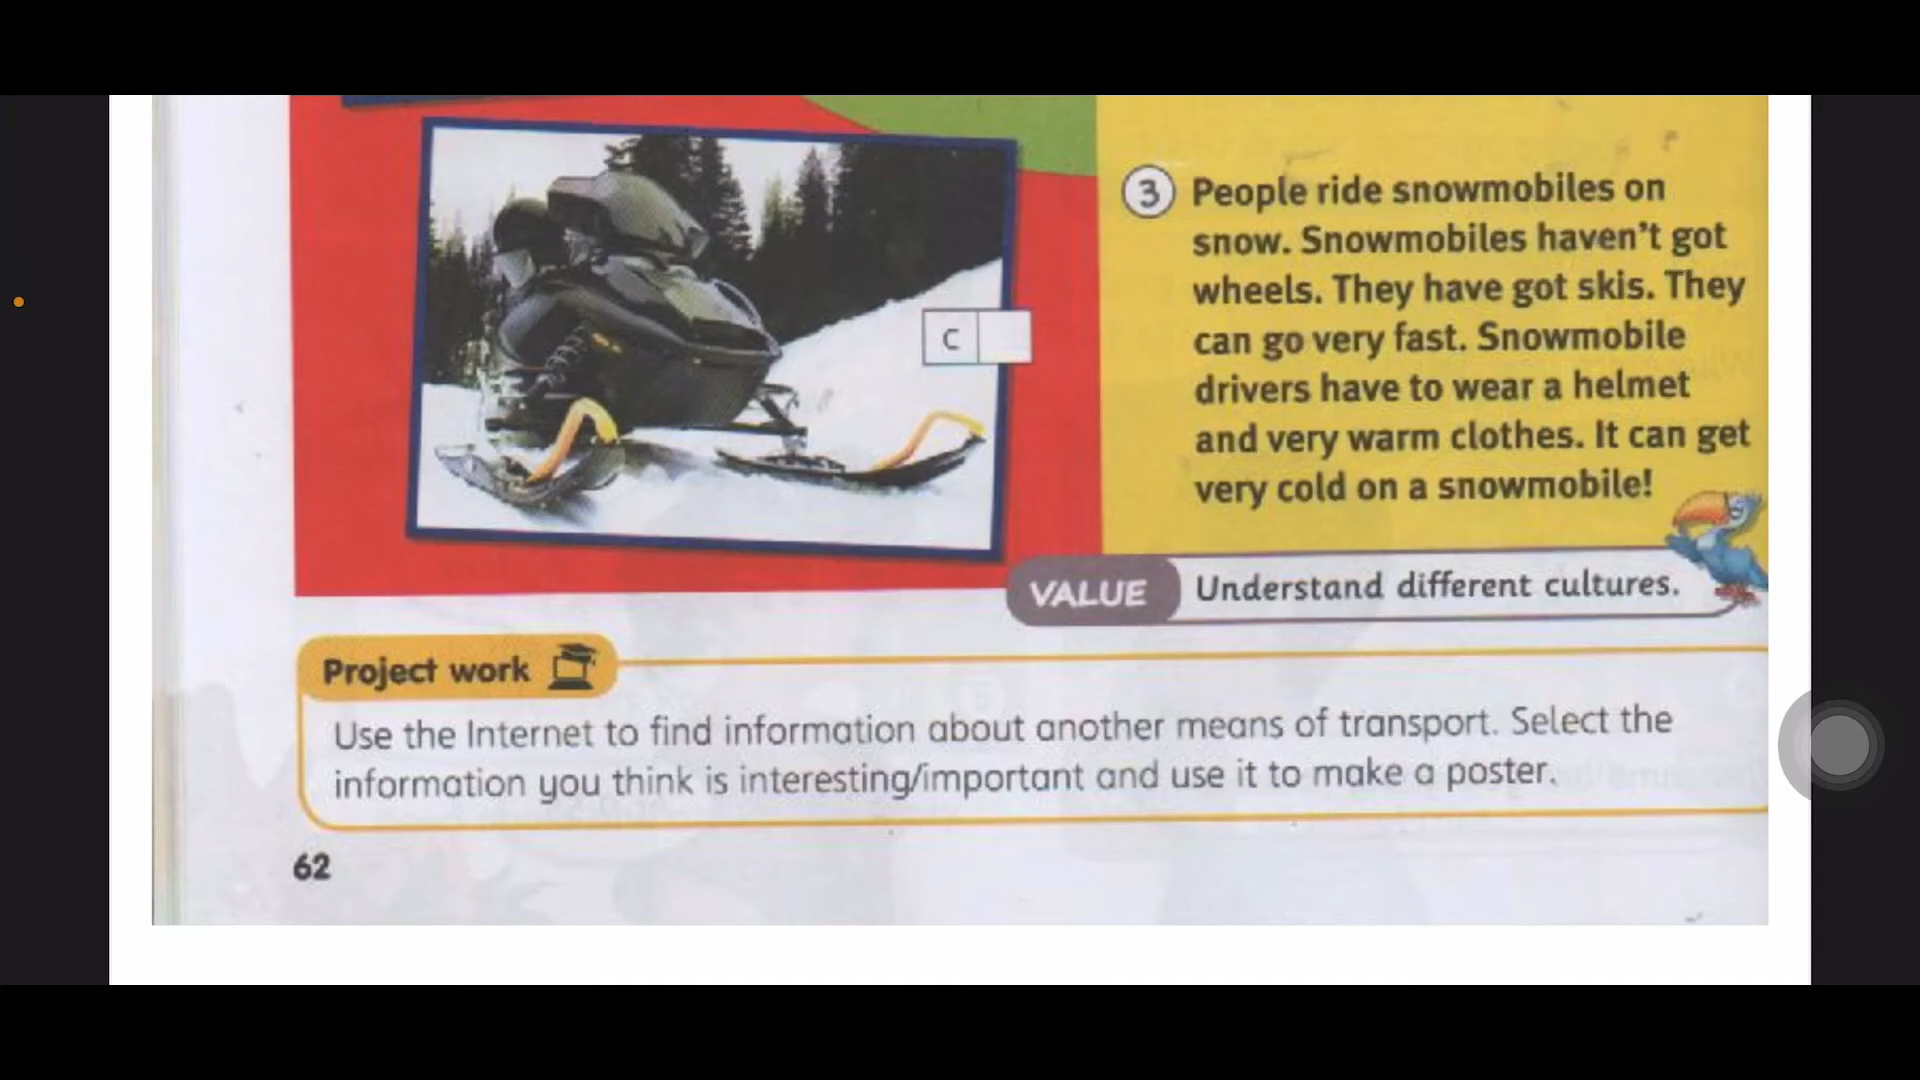 C
3 People ride snowmobiles on
snow. Snowmobiles haven't got
wheels. They have got skis. They
can go very fast. Snowmobile
drivers have to wear a helmet
and very warm clothes. It can get
very cold on a snowmobile!
VALUE Understand different cultures.
Project work
Use the Internet to find information about another means of transport. Select the
information you think is interesting/important and use it to make a poster.
62